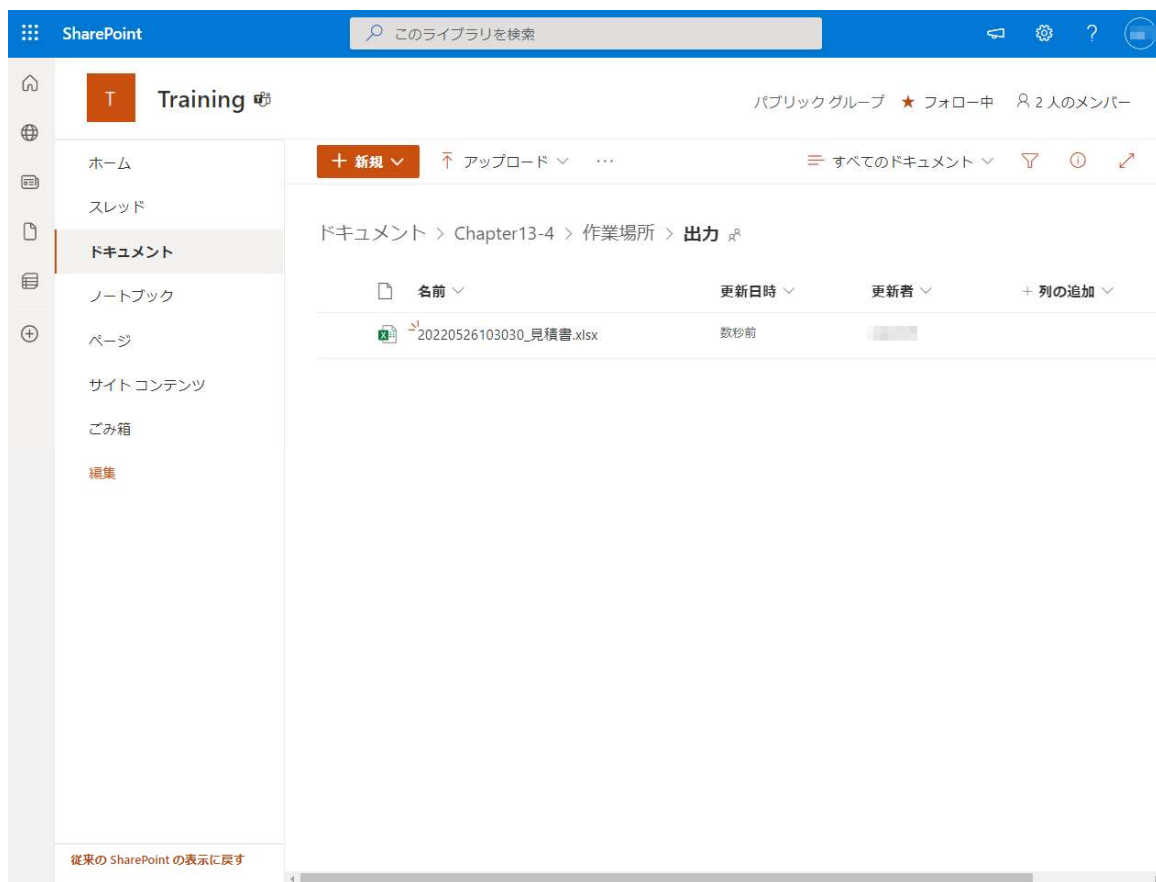 SharePoint
このライブラリを検索
?
T
Training
パブリック グループ ★ フォロー中 2 人のメンバー
ホーム
スレッド
ドキュメント
ノートブック
ページ
サイト コンテンツ
ごみ箱
編集
従来の SharePoint の表示に戻す
+ 新規 アップロード ···
すべてのドキュメント
ドキュメント > Chapter13-4 > 作業場所 > 出力
名前 更新日時 更新者 + 列の追加
20220526103030_見積書.xlsx 数秒前